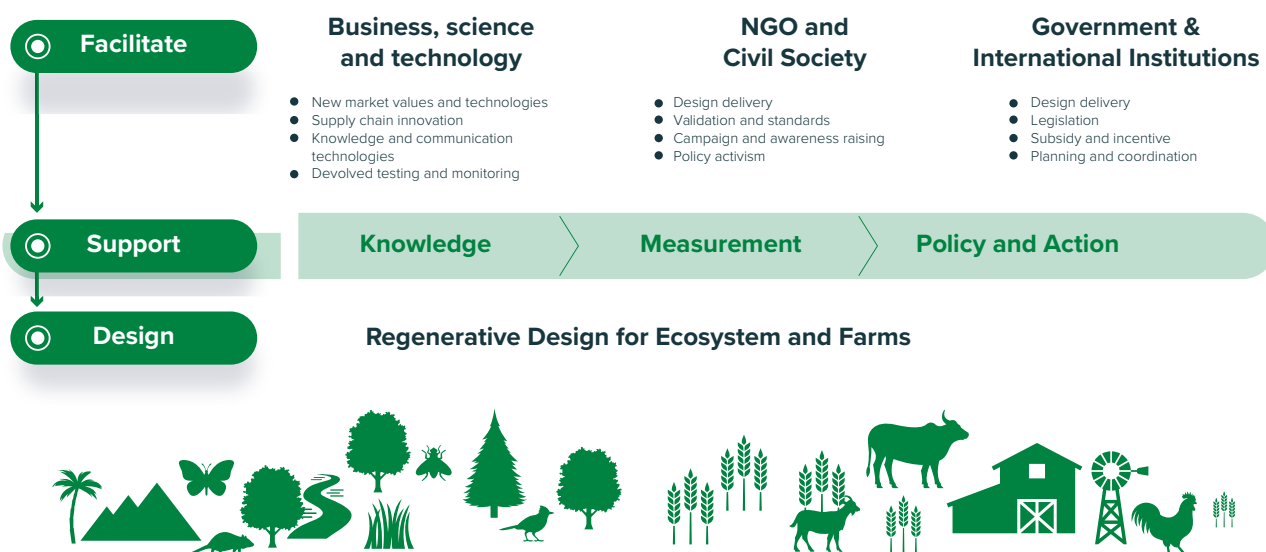 Facilitate
Business, science
and technology
NGO and
Civil Society
Government &
International Institutions
New market values and technologies
Supply chain innovation
Knowledge and communication
technologies
Devolved testing and monitoring
Design delivery
Validation and standards
Campaign and awareness raising
Policy activism
Design delivery
Legislation
Subsidy and incentive
Planning and coordination
Support
Knowledge
Measurement
Policy and Action
Design
Regenerative Design for Ecosystem and Farms